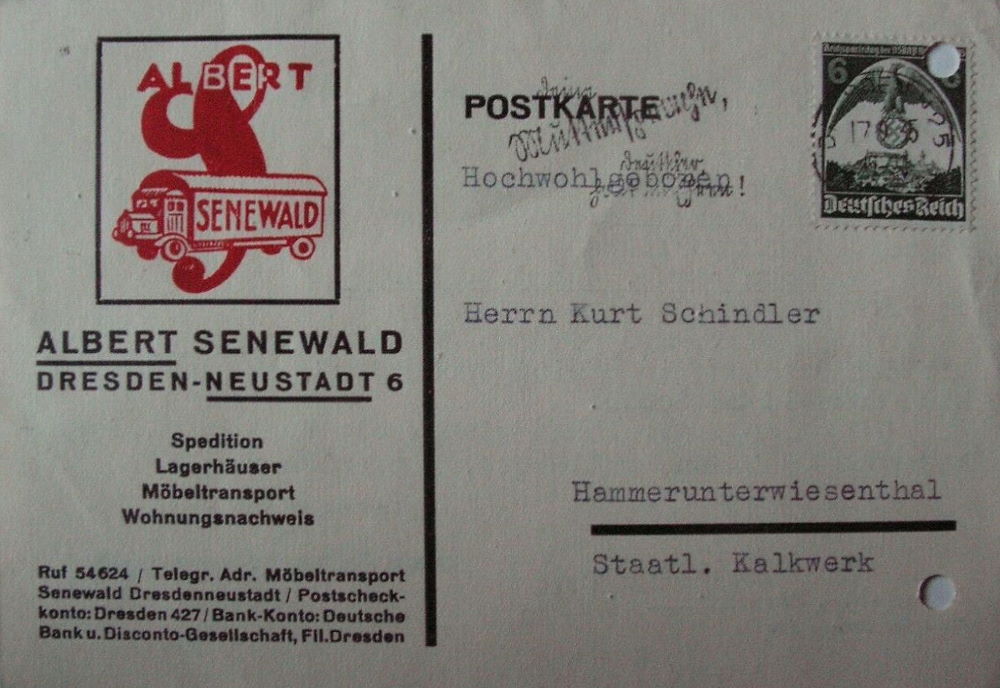 ALBERT
SENEWALD
ALBERT SENEWALD
DRESDEN-NEUSTADT 6
Spedition
Lagerhäuser
Möbeltransport
Wohnungsnachweis
Ruf 54624 / Telegr. Adr. Möbeltransport
Senewald Dresdenneustadt / Postscheck-
konto: Dresden 427 / Bank-Konto: Deutsche
Bank u. Disconto-Gesellschaft, Fil. Dresden
POSTKARTE
Hochwohlgeboren
Herrn Kurt Schindler
Hammerunterwiesenthal
Staatl. Kalkwerk
6
Deutsches Reich